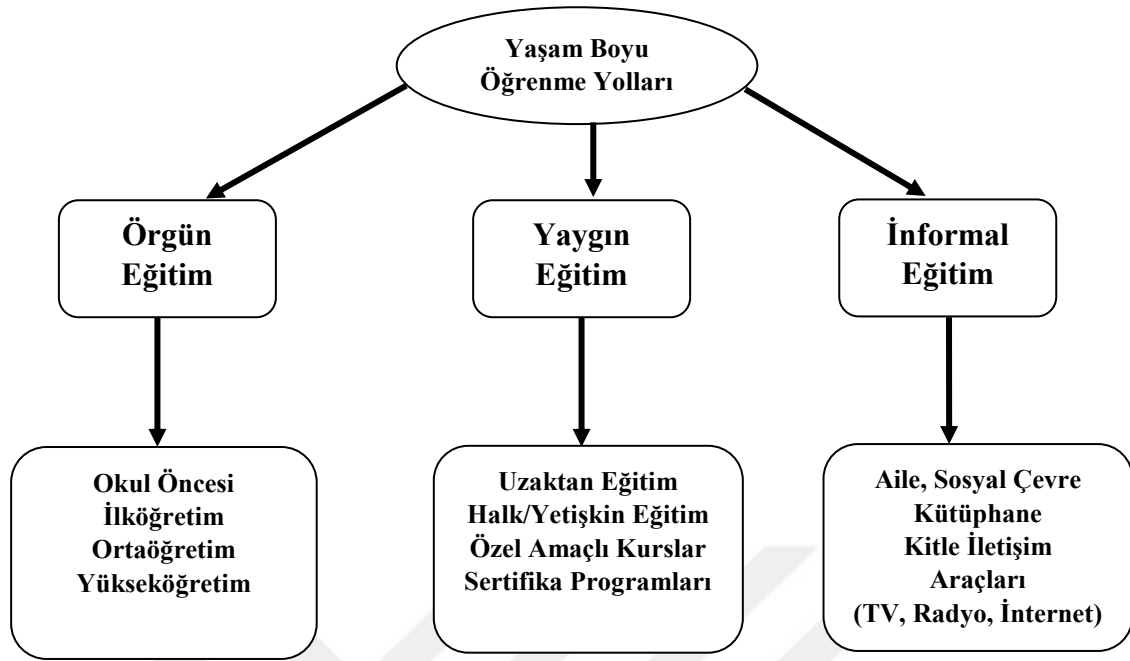 Yaşam Boyu
Öğrenme Yolları
Örgün
Eğitim
Yaygın
Eğitim
İnformal
Eğitim
Okul Öncesi
İlköğretim
Ortaöğretim
Yükseköğretim
Uzaktan Eğitim
Halk/Yetişkin Eğitim
Özel Amaçlı Kurslar
Sertifika Programları
Aile, Sosyal Çevre
Kütüphane
Kitle İletişim
Araçları
(TV, Radyo, İnternet)